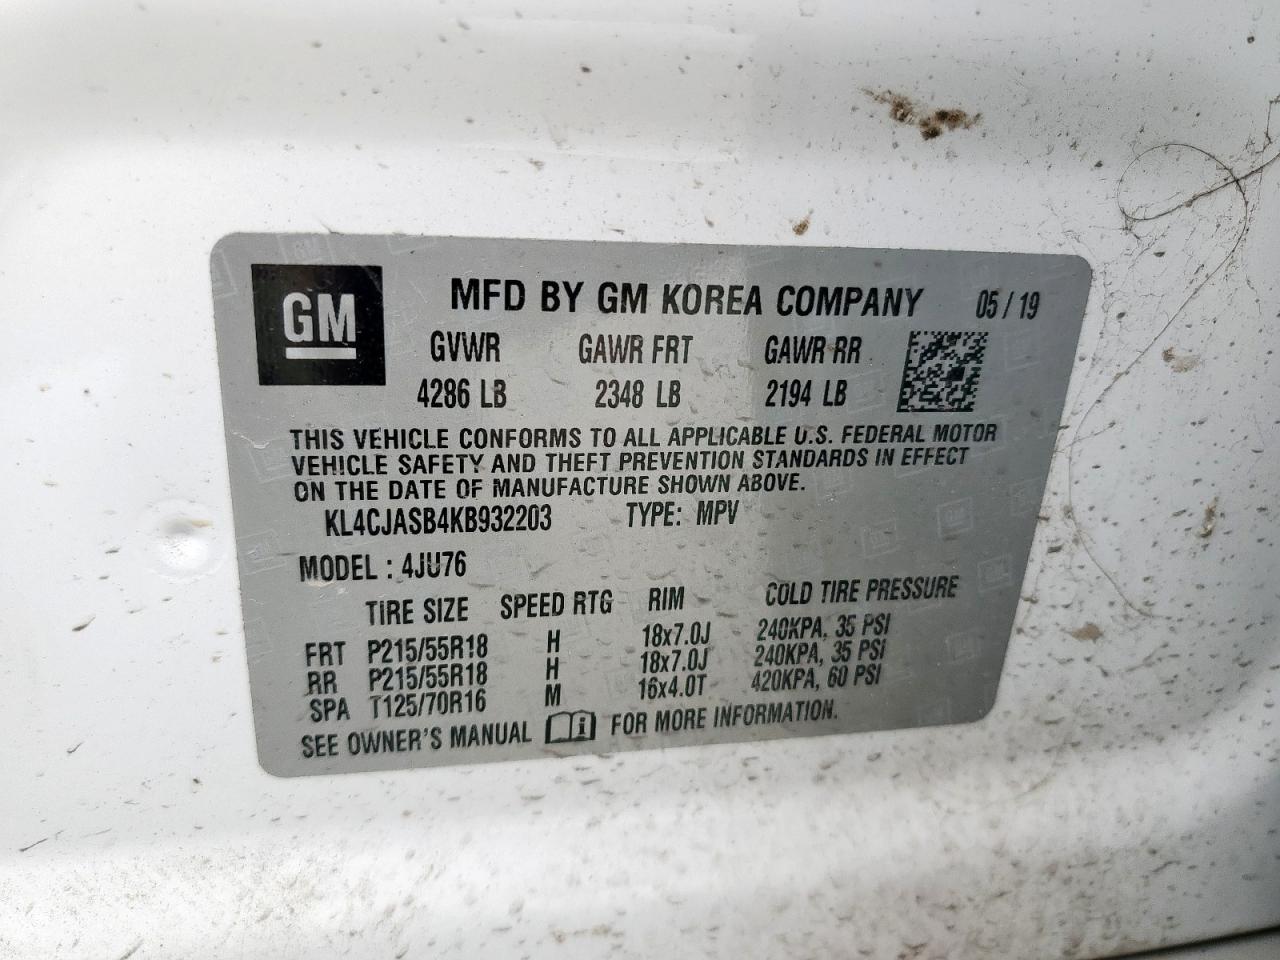 GM
MFD BY GM KOREA COMPANY 05/19
GVWR GAWR FRT GAWR RR
4286 LB 2348 LB 2194 LB
THIS VEHICLE CONFORMS TO ALL APPLICABLE U.S. FEDERAL MOTOR
VEHICLE SAFETY AND THEFT PREVENTION STANDARDS IN EFFECT
ON THE DATE OF MANUFACTURE SHOWN ABOVE.
KL4CJASB4KB932203 TYPE: MPV
MODEL : 4JU76
TIRE SIZE SPEED RTG RIM COLD TIRE PRESSURE
FRT P215/55R18 H 18x7.0J 240KPA, 35 PSI
RR P215/55R18 H 18x7.0J 240KPA, 35 PSI
SPA T125/70R16 M 16x4.0T 420KPA, 60 PSI
SEE OWNER'S MANUAL i FOR MORE INFORMATION.